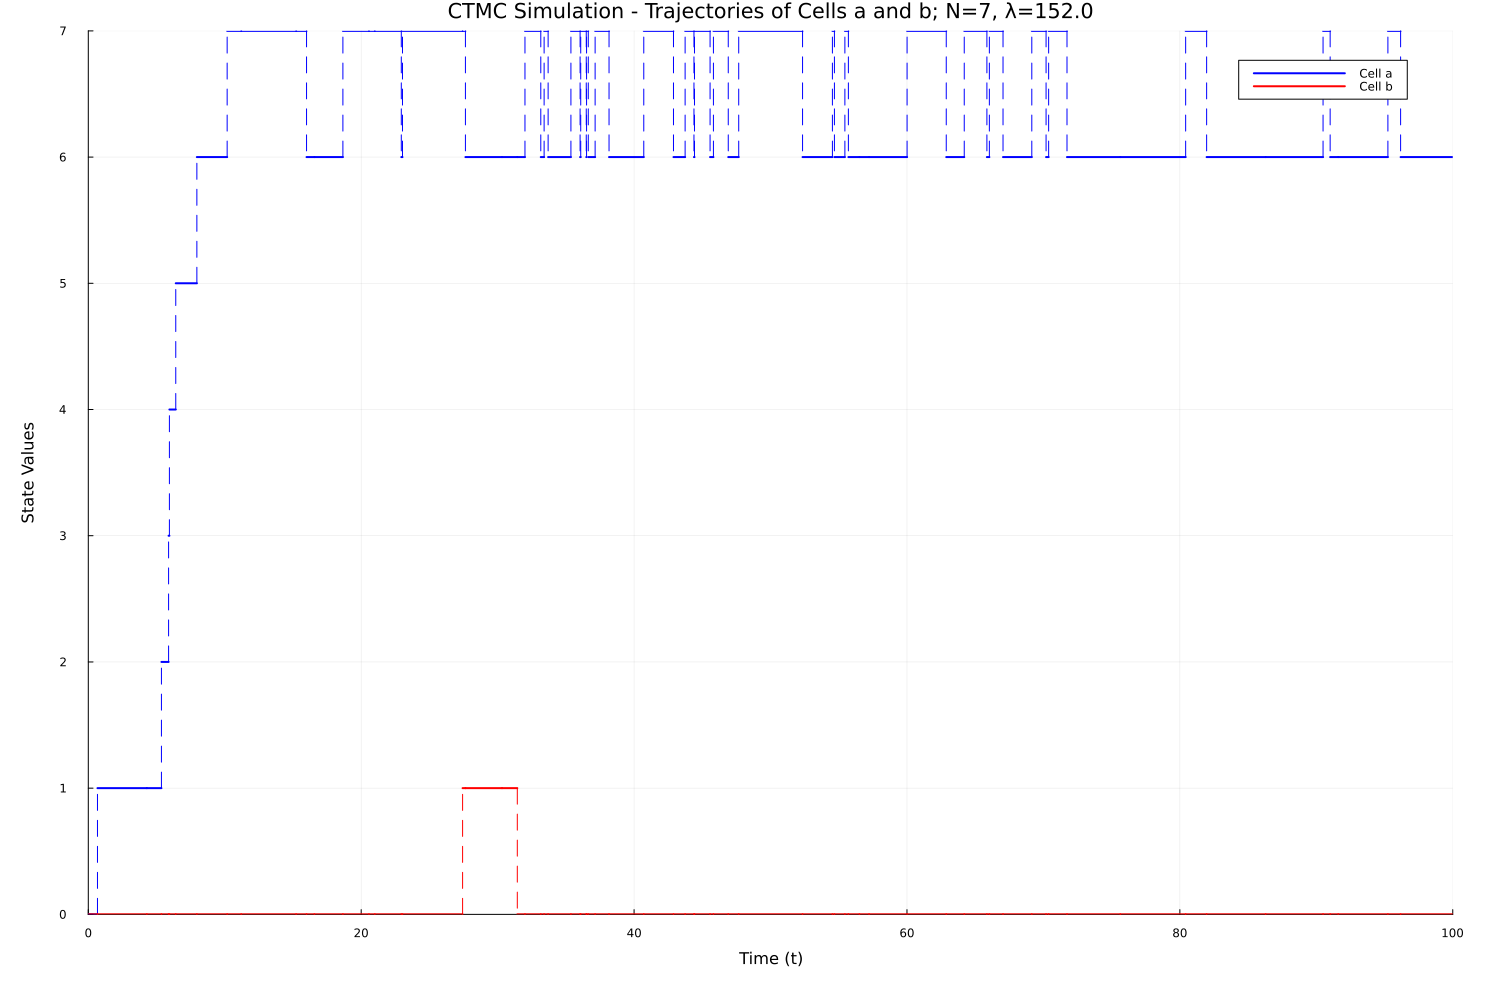 CTMC Simulation - Trajectories of Cells a and b; N=7, λ=152.0
7
6
5
4
3
2
1
0
State Values
Cell a
Cell b
0 20 40 60 80 100
Time (t)